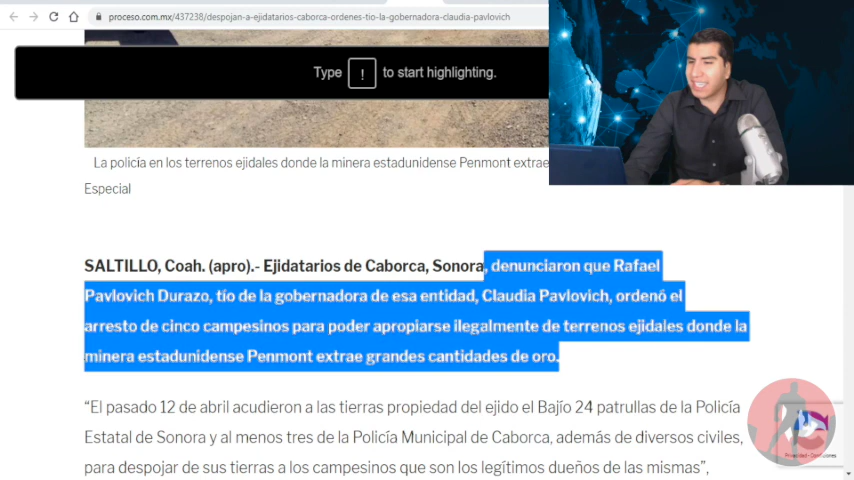 proceso.com.mx/437238/despojan-a-ejidatarios-caborca-ordenes-tio-la-gobernadora-claudia-pavlovich
Type ! to start highlighting.
La policía en los terrenos ejidales donde la minera estadunidense Penmont extrae
Especial
SALTILLO, Coah. (apro).- Ejidatarios de Caborca, Sonora, denunciaron que Rafael
Pavlovich Durazo, tío de la gobernadora de esa entidad, Claudia Pavlovich, ordenó el
arresto de cinco campesinos para poder apropiarse ilegalmente de terrenos ejidales donde la
minera estadunidense Penmont extrae grandes cantidades de oro.
“El pasado 12 de abril acudieron a las tierras propiedad del ejido el Bajío 24 patrullas de la Policía
Estatal de Sonora y al menos tres de la Policía Municipal de Caborca, además de diversos civiles,
para despojar de sus tierras a los campesinos que son los legítimos dueños de las mismas”,